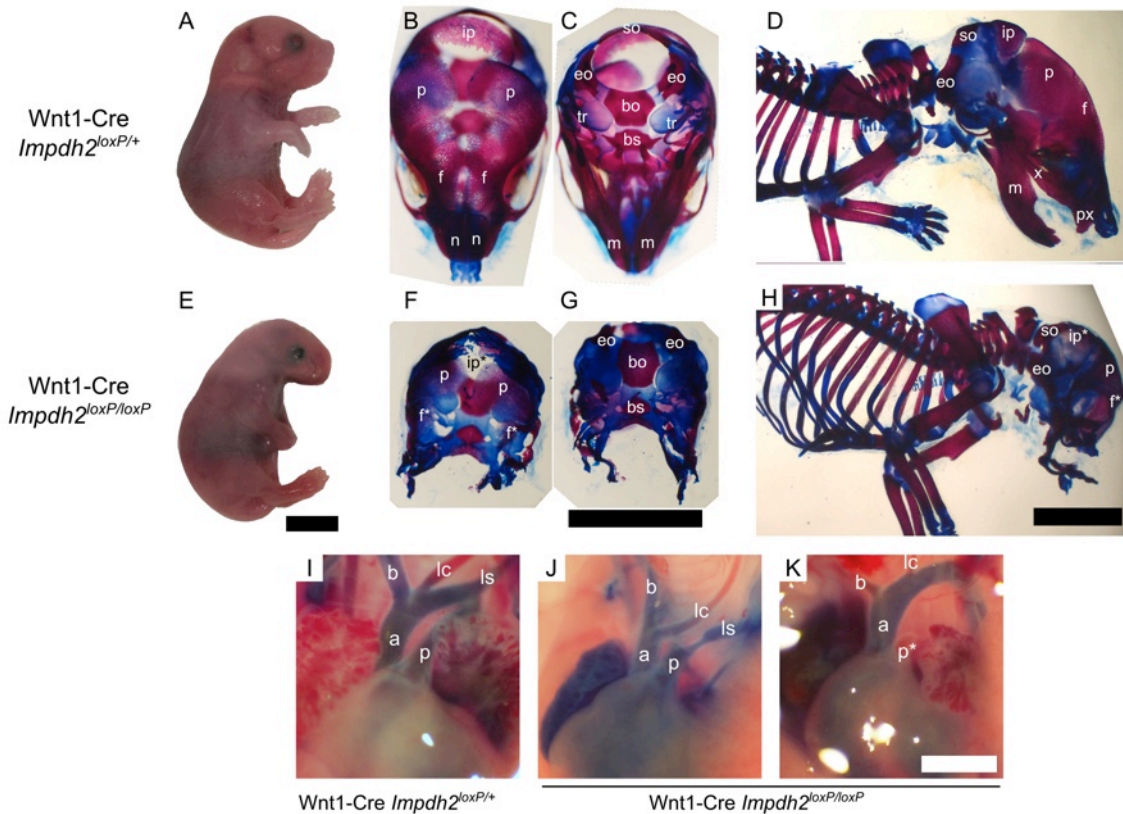 A
B
C
D
Wnt1-Cre
Impdh2loxP/+
ip
p
p
f
f
n
n
so
eo
eo
bo
tr
tr
bs
m
m
so
ip
eo
p
f
x
m
px
E
F
G
H
Wnt1-Cre
Impdh2loxP/loxP
ip*
p
p
f*
f*
eo
eo
bo
bs
so
ip*
eo
p
f*
I
J
K
b
lc
ls
a
p
b
lc
ls
a
p
b
lc
a
p*
Wnt1-Cre Impdh2loxP/+
Wnt1-Cre Impdh2loxP/loxP